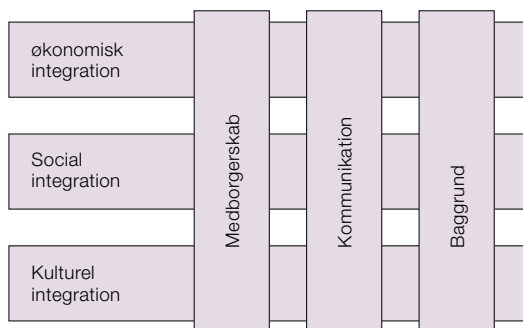 økonomisk
integration
Social
integration
Kulturel
integration
Medborgerskab
Kommunikation
Baggrund